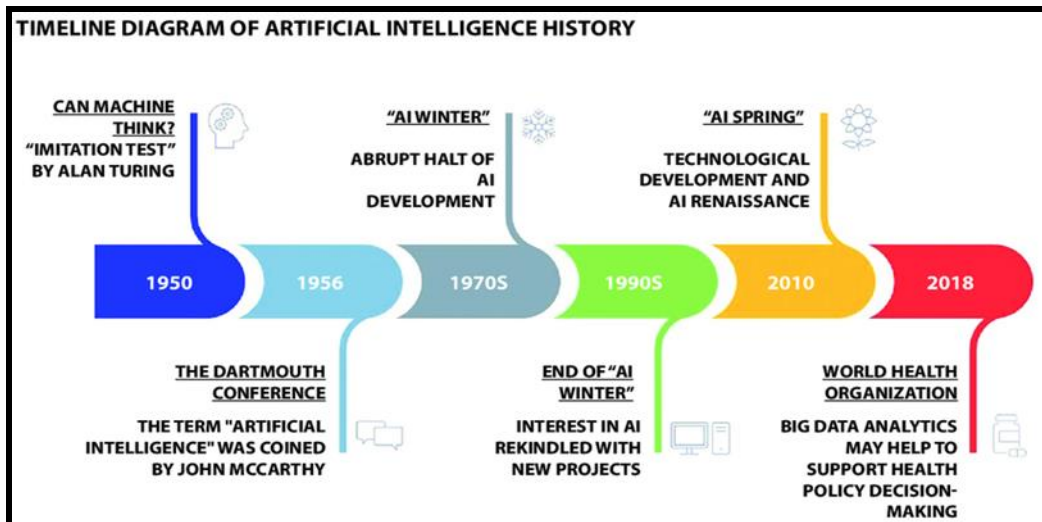 TIMELINE DIAGRAM OF ARTIFICIAL INTELLIGENCE HISTORY
CAN MACHINE
THINK?
"IMITATION TEST"
BY ALAN TURING
"AI WINTER"
ABRUPT HALT OF
AI
DEVELOPMENT
"AI SPRING"
TECHNOLOGICAL
DEVELOPMENT AND
AI RENAISSANCE
1950
1956
1970S
1990S
2010
2018
THE DARTMOUTH
CONFERENCE
THE TERM "ARTIFICIAL
INTELLIGENCE" WAS COINED
BY JOHN MCCARTHY
END OF "AI
WINTER"
INTEREST IN AI
REKINDLED WITH
NEW PROJECTS
WORLD HEALTH
ORGANIZATION
BIG DATA ANALYTICS
MAY HELP TO
SUPPORT HEALTH
POLICY DECISION-
MAKING